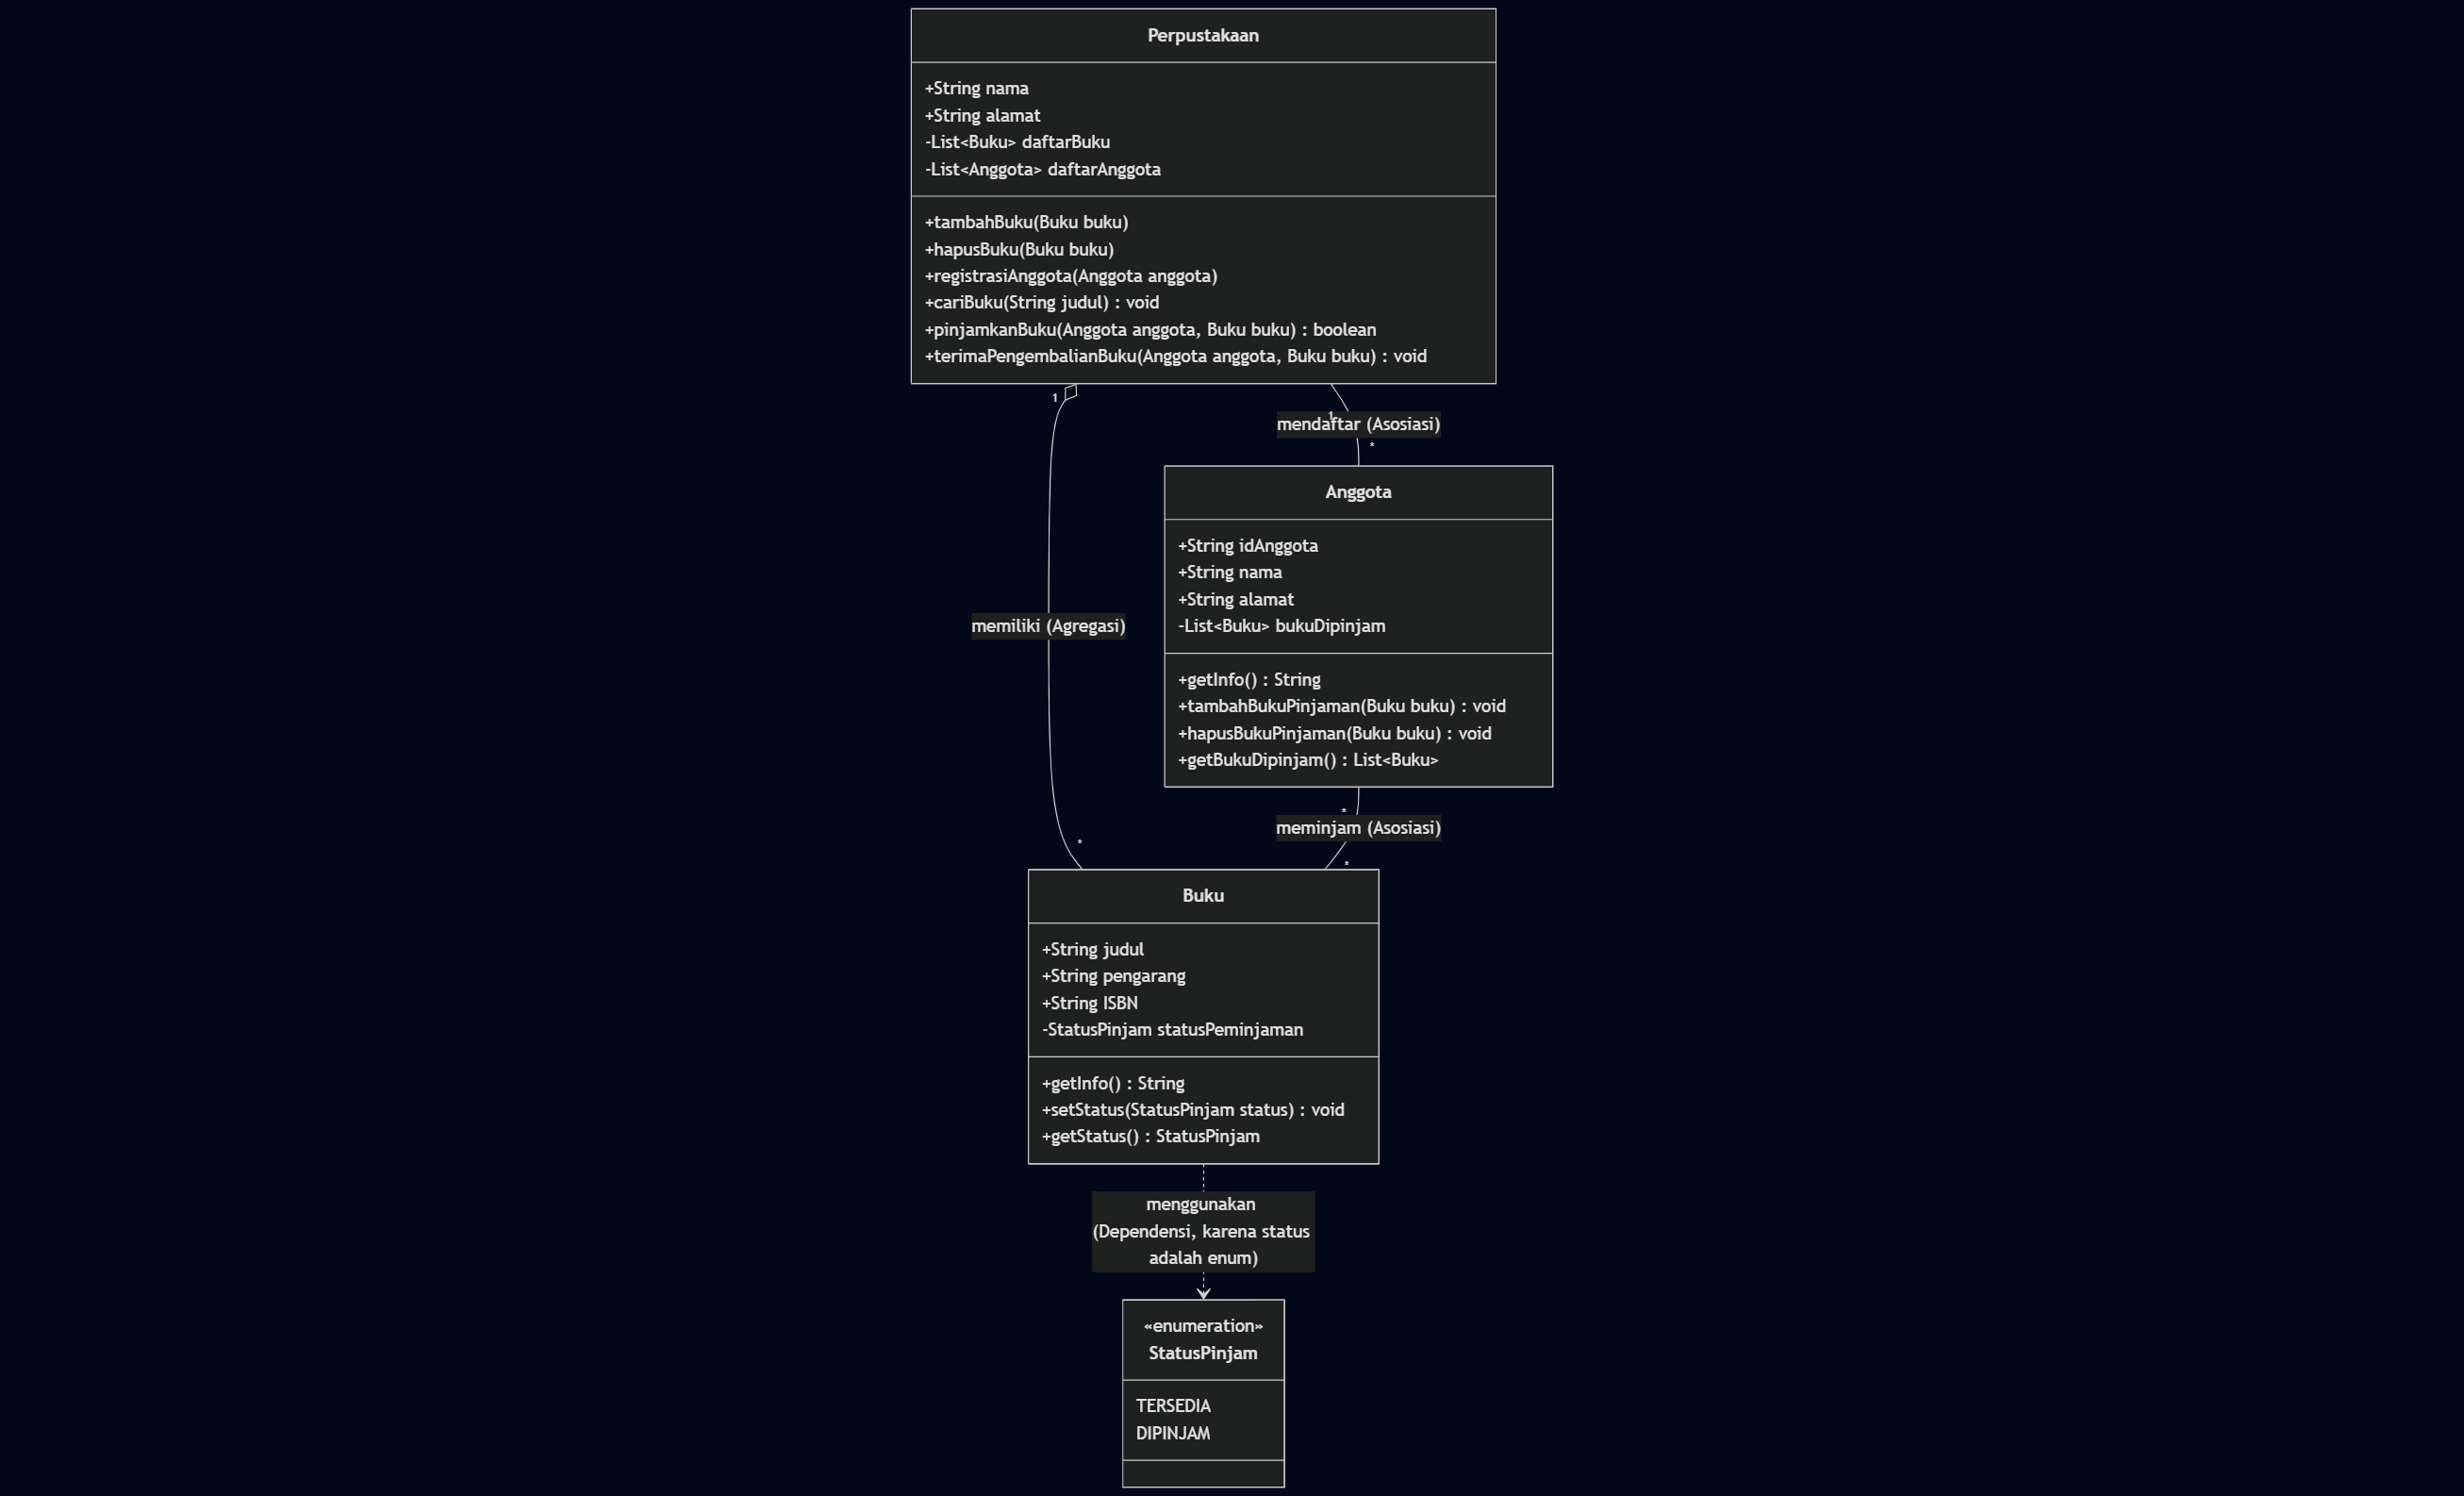 Perpustakaan
+String nama
+String alamat
-List<Buku> daftarBuku
-List<Anggota> daftarAnggota
+tambahBuku(Buku buku)
+hapusBuku(Buku buku)
+registrasiAnggota(Anggota anggota)
+cariBuku(String judul) : void
+pinjamkanBuku(Anggota anggota, Buku buku) : boolean
+terimaPengembalianBuku(Anggota anggota, Buku buku) : void
1
1
mendaftar (Asosiasi)
*
Anggota
+String idAnggota
+String nama
+String alamat
-List<Buku> bukuDipinjam
+getInfo() : String
+tambahBukuPinjaman(Buku buku) : void
+hapusBukuPinjaman(Buku buku) : void
+getBukuDipinjam() : List<Buku>
memiliki (Agregasi)
*
meminjam (Asosiasi)
*
*
Buku
+String judul
+String pengarang
+String ISBN
-StatusPinjam statusPeminjaman
+getInfo() : String
+setStatus(StatusPinjam status) : void
+getStatus() : StatusPinjam
menggunakan
(Dependensi, karena status
adalah enum)
«enumeration»
StatusPinjam
TERSEDIA
DIPINJAM